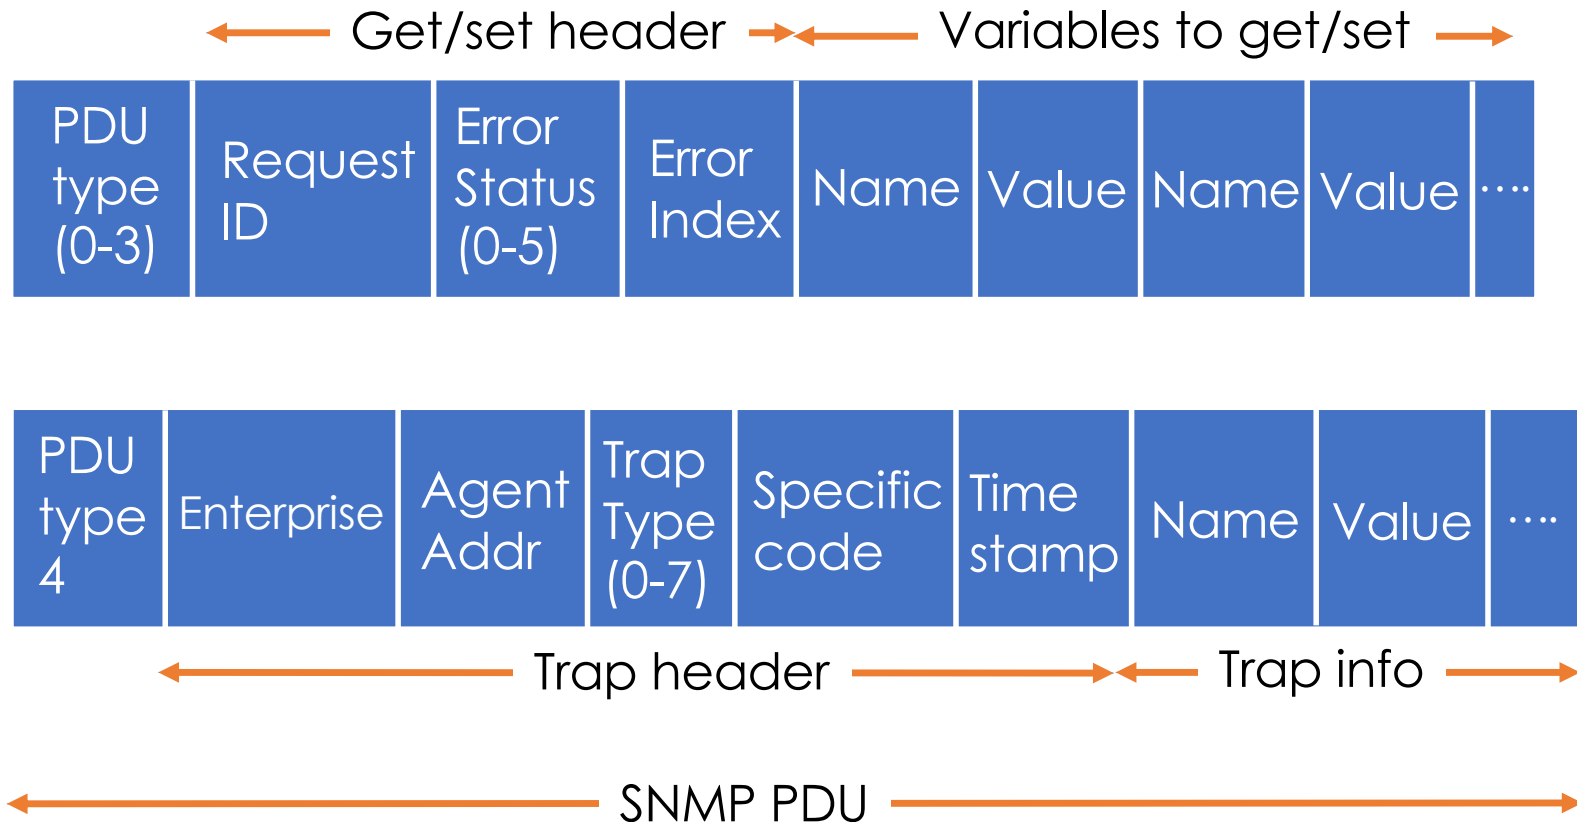 Get/set header
Variables to get/set
PDU
type
(0-3)
Request
ID
Error
Status
(0-5)
Error
Index
Name
Value
Name
Value
....
PDU
type
4
Enterprise
Agent
Addr
Trap
Type
(0-7)
Specific
code
Time
stamp
Name
Value
....
Trap header
Trap info
SNMP PDU